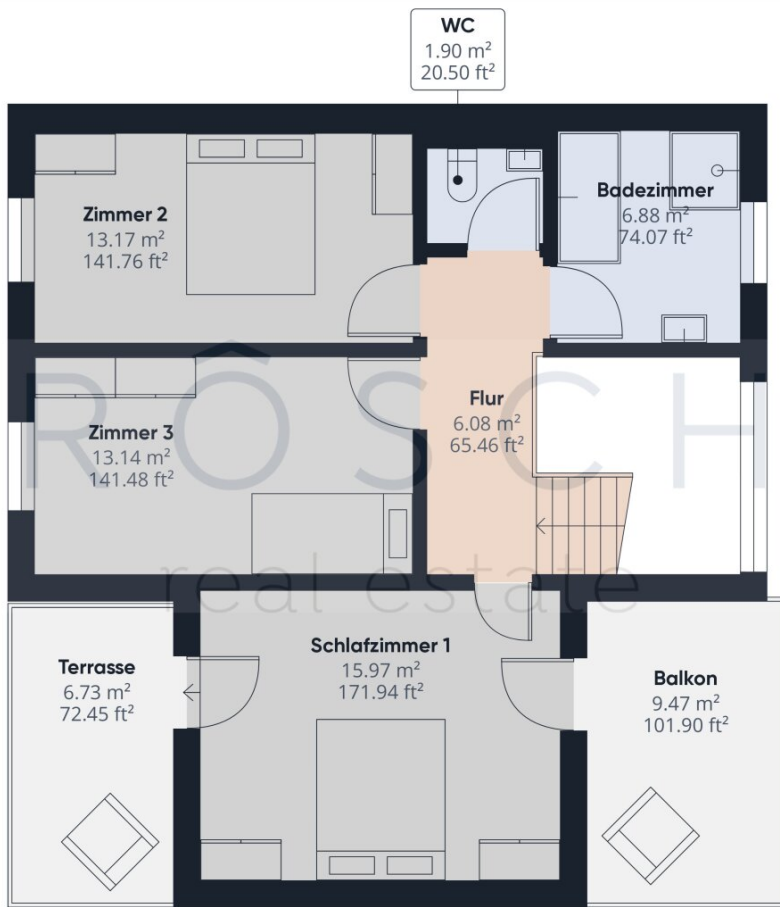 WC
1.90 m²
20.50 ft²
Zimmer 2
13.17 m²
141.76 ft²
Badezimmer
6.88 m²
74.07 ft²
Zimmer 3
13.14 m²
141.48 ft²
Flur
6.08 m²
65.46 ft²
RÔSCH
real estate
Terrasse
6.73 m²
72.45 ft²
Schlafzimmer 1
15.97 m²
171.94 ft²
Balkon
9.47 m²
101.90 ft²